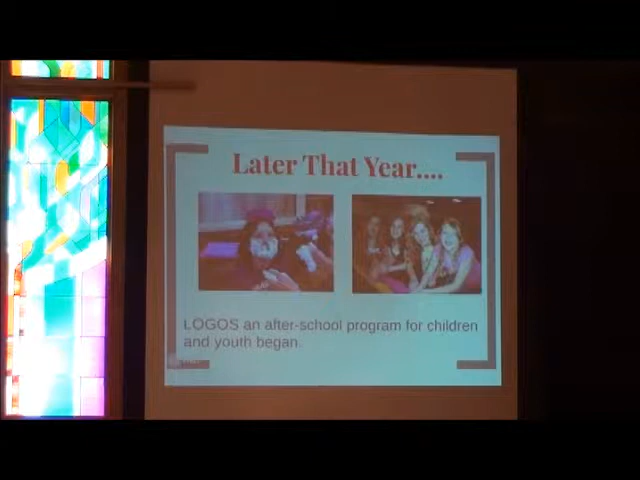 Later That Year....
LOGOS an after-school program for children
and youth began.